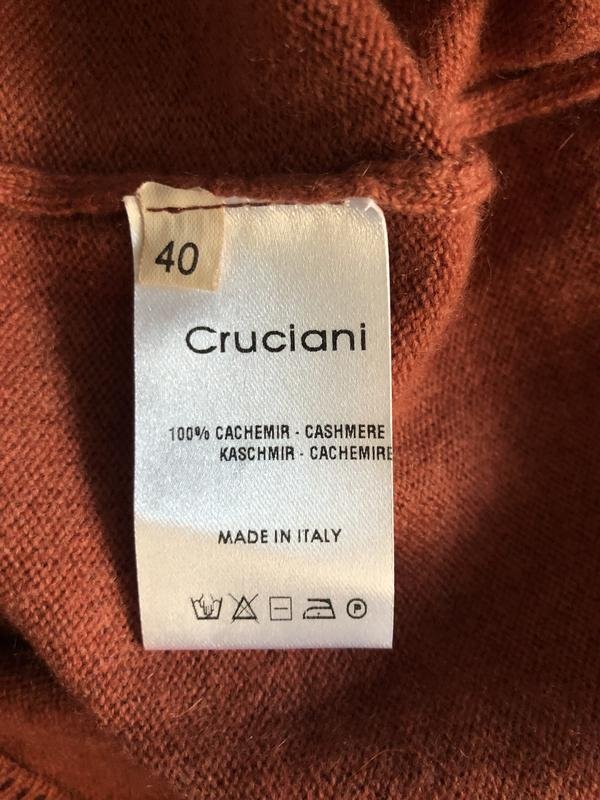 40
Cruciani
100% CACHEMIR - CASHMERE
KASCHMIR - CACHEMIRE
MADE IN ITALY
P